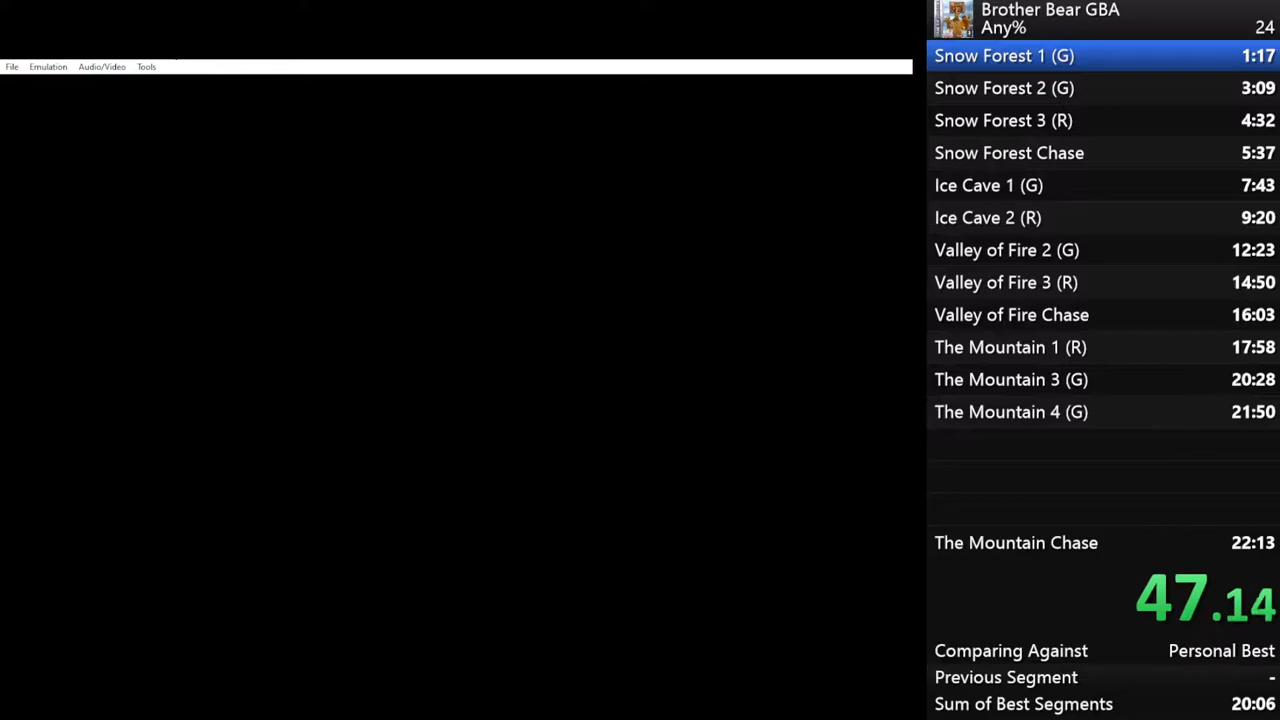 File Emulation Audio/Video Tools
Brother Bear GBA
Any% 24
Snow Forest 1 (G) 1:17
Snow Forest 2 (G) 3:09
Snow Forest 3 (R) 4:32
Snow Forest Chase 5:37
Ice Cave 1 (G) 7:43
Ice Cave 2 (R) 9:20
Valley of Fire 2 (G) 12:23
Valley of Fire 3 (R) 14:50
Valley of Fire Chase 16:03
The Mountain 1 (R) 17:58
The Mountain 3 (G) 20:28
The Mountain 4 (G) 21:50
The Mountain Chase 22:13
47.14
Comparing Against Personal Best
Previous Segment -
Sum of Best Segments 20:06